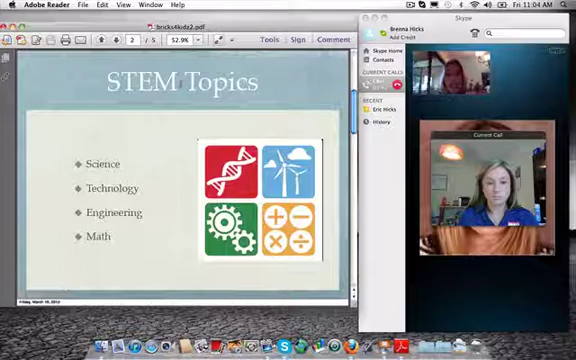 Adobe Reader File Edit View Window Help
Fri 11:04 AM
bricks4kidz2.pdf
2 / 5 52.9% Tools Sign Comment
STEM Topics
Science
Technology
Engineering
Math
Skype
Brenna Hicks
Add Credit
Skype Home
Contacts
CURRENT CALLS
RECENT
Eric Hicks
History
Current Call